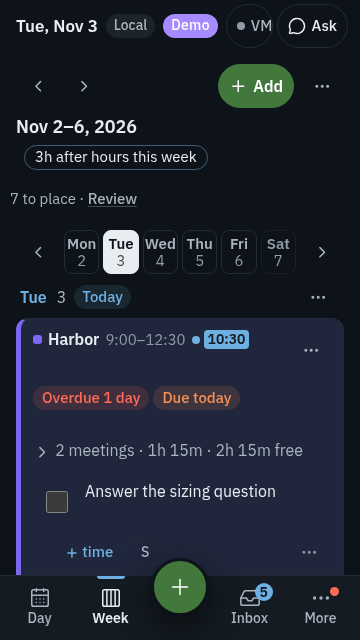 Tue, Nov 3 Local Demo VM Ask
Add
Nov 2–6, 2026
3h after hours this week
7 to place · Review
Mon Tue Wed Thu Fri Sat
2 3 4 5 6 7
Tue 3 Today
Harbor 9:00–12:30 10:30
Overdue 1 day Due today
2 meetings · 1h 15m · 2h 15m free
Answer the sizing question
+ time S
5
Day Week Inbox More